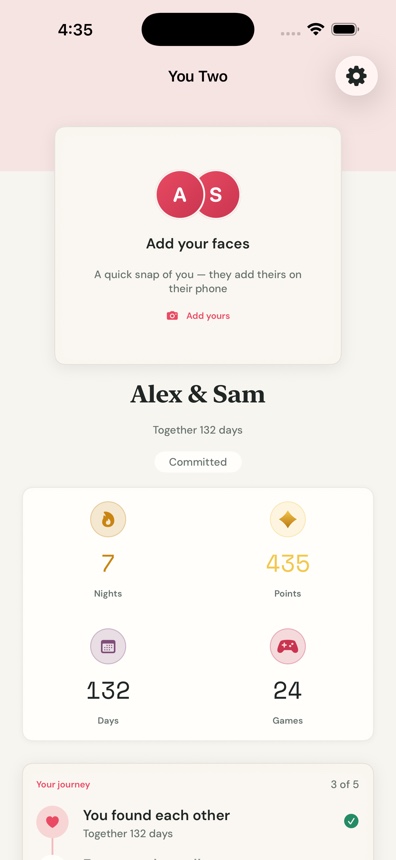 4:35
You Two
A S
Add your faces
A quick snap of you — they add theirs on
their phone
Add yours
Alex & Sam
Together 132 days
Committed
7 435
Nights Points
132 24
Days Games
Your journey 3 of 5
You found each other
Together 132 days